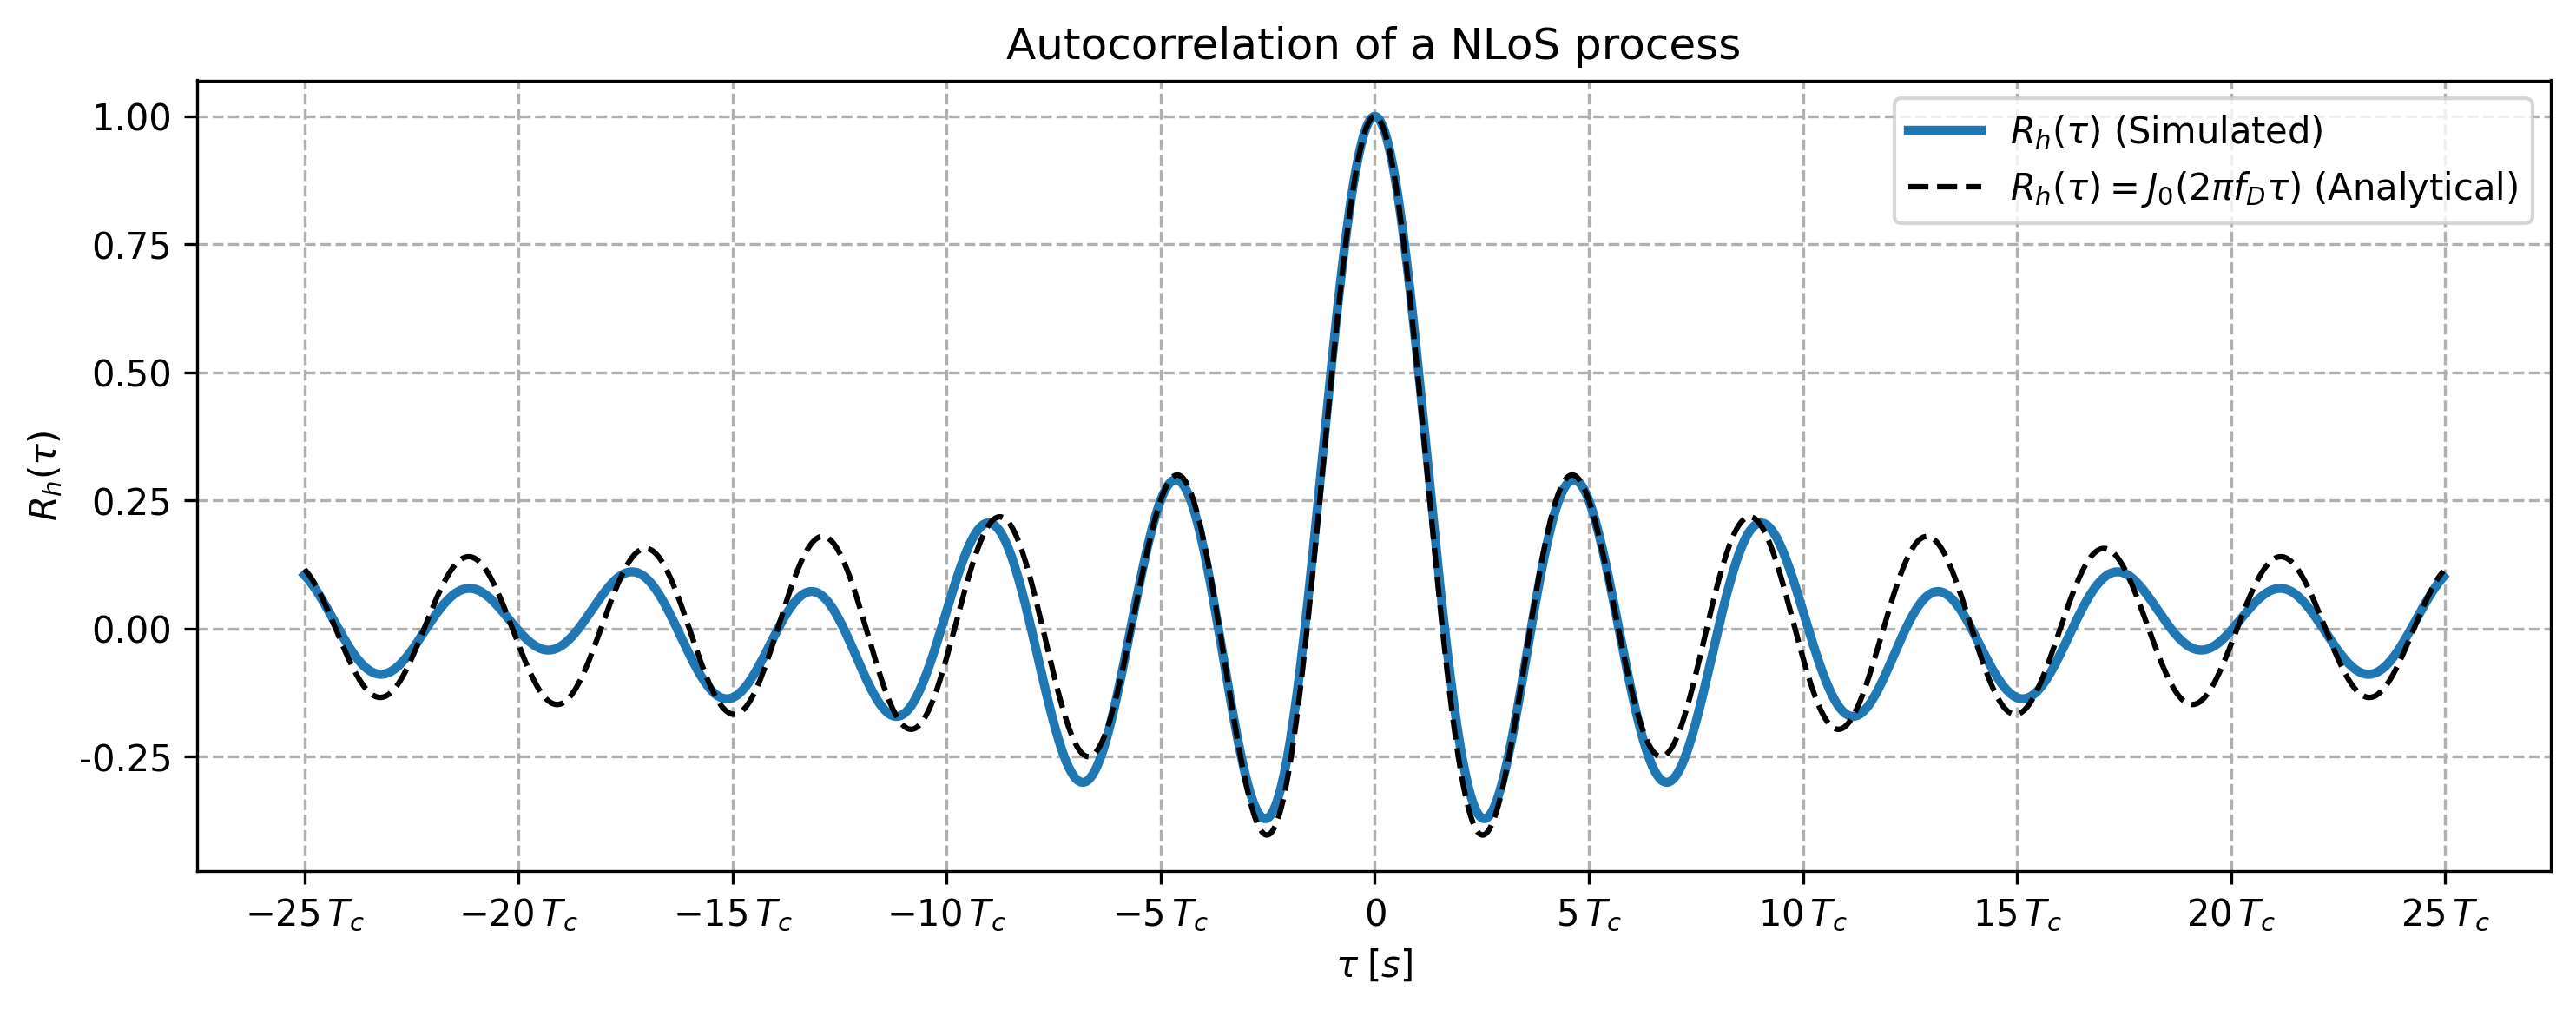 Autocorrelation of a NLoS process
R_h(τ) (Simulated)
R_h(τ) = J_0(2πf_Dτ) (Analytical)
1.00
0.75
0.50
0.25
0.00
-0.25
R_h(τ)
−25 T_c −20 T_c −15 T_c −10 T_c −5 T_c 0 5 T_c 10 T_c 15 T_c 20 T_c 25 T_c
τ [s]